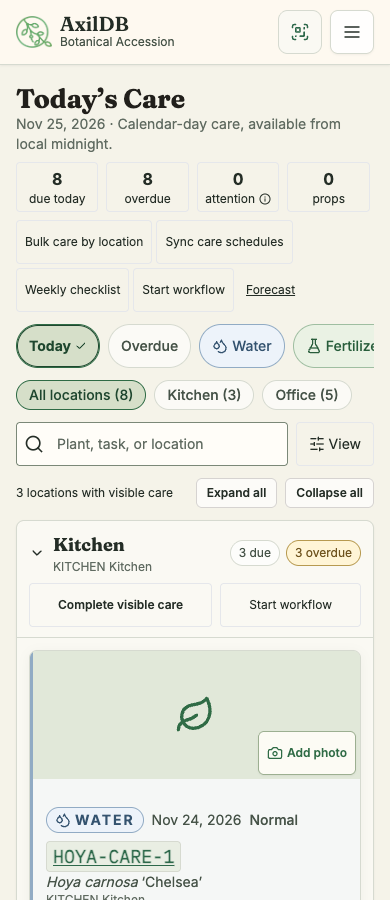 AxilDB
Botanical Accession
Today's Care
Nov 25, 2026 · Calendar-day care, available from
local midnight.
8 8 0 0
due today overdue attention props
Bulk care by location Sync care schedules
Weekly checklist Start workflow Forecast
Today Overdue Water Fertilize
All locations (8) Kitchen (3) Office (5)
Plant, task, or location View
3 locations with visible care Expand all Collapse all
Kitchen 3 due 3 overdue
KITCHEN Kitchen
Complete visible care Start workflow
Add photo
WATER Nov 24, 2026 Normal
HOYA-CARE-1
Hoya carnosa 'Chelsea'
KITCHEN Kitchen